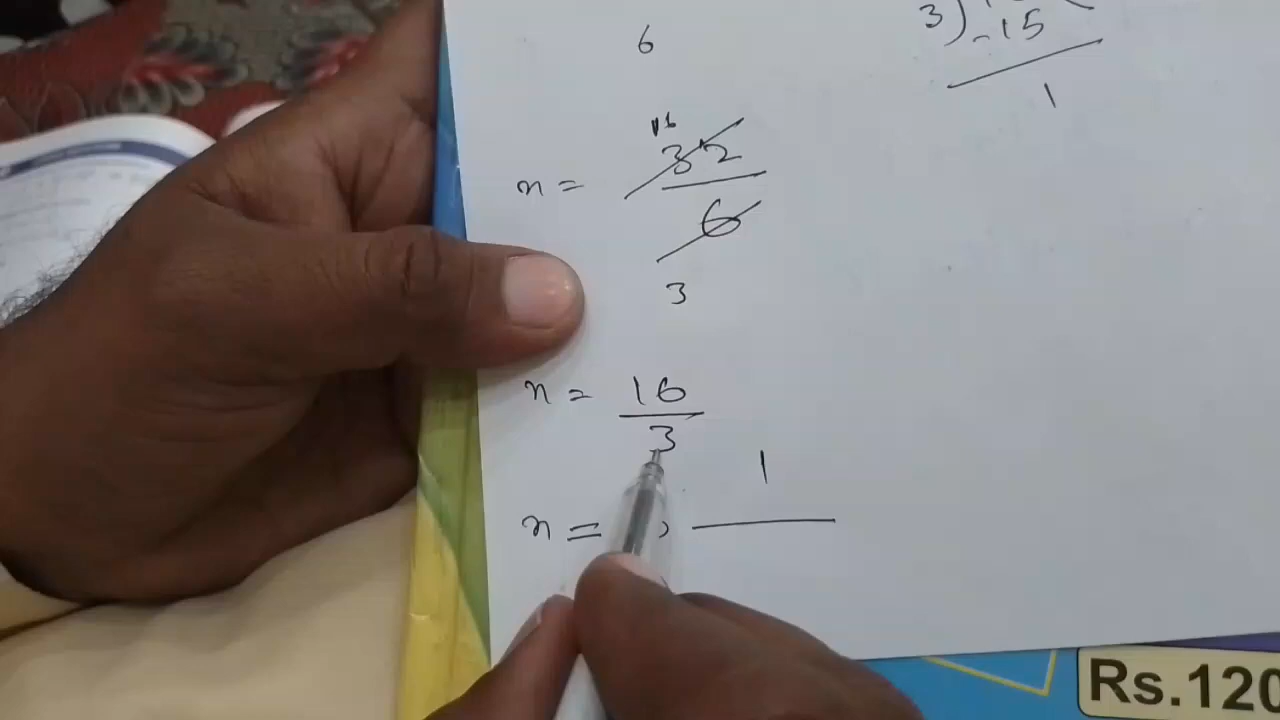 6
3)
-15
1
16
n = 32
6
3
n = 16
3
1
n =
Rs.120